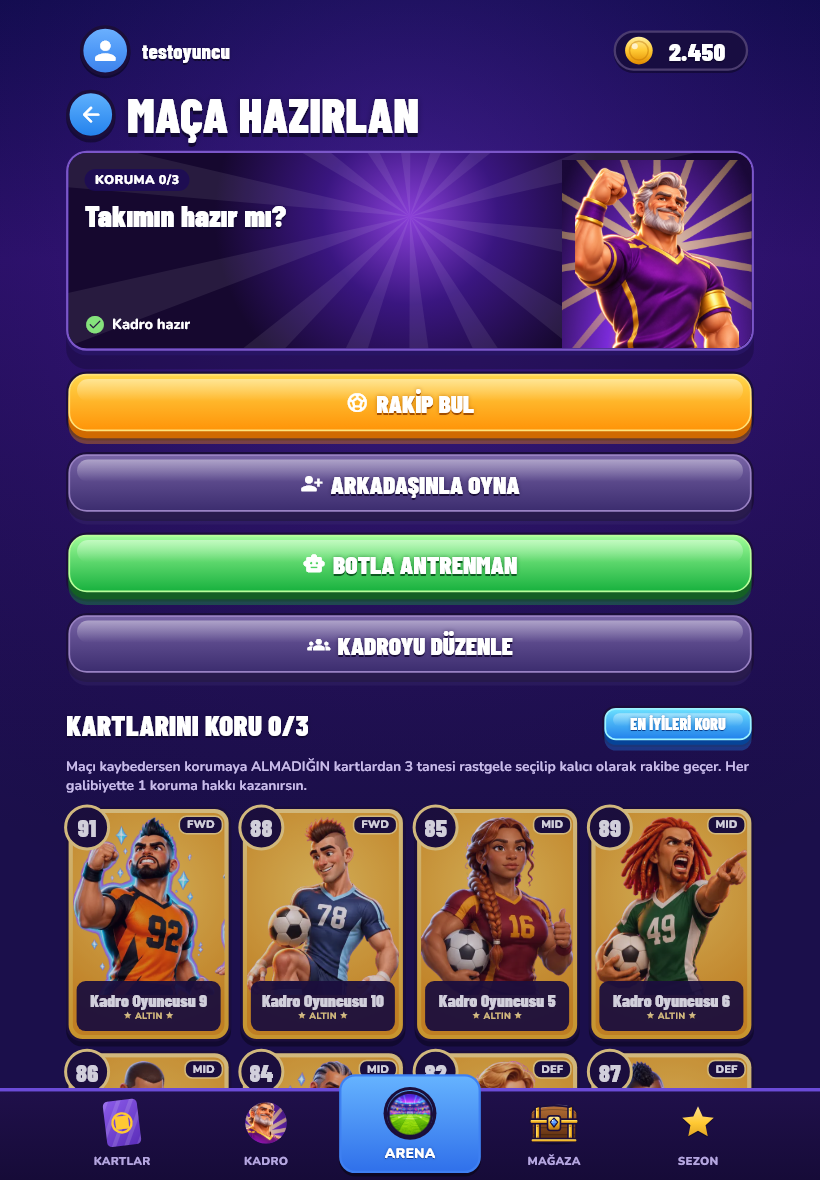 testoyuncu
2.450
MAÇA HAZIRLAN
KORUMA 0/3
Takımın hazır mı?
Kadro hazır
RAKİP BUL
ARKADAŞINLA OYNA
BOTLA ANTRENMAN
KADROYU DÜZENLE
KARTLARINI KORU 0/3
EN İYİLERİ KORU
Maçı kaybedersen korumaya ALMADIĞIN kartlardan 3 tanesi rastgele seçilip kalıcı olarak rakibe geçer. Her
galibiyette 1 koruma hakkı kazanırsın.
91 FWD
92
Kadro Oyuncusu 9
★ ALTIN ★
88 FWD
78
Kadro Oyuncusu 10
★ ALTIN ★
85 MID
16
Kadro Oyuncusu 5
★ ALTIN ★
89 MID
49
Kadro Oyuncusu 6
★ ALTIN ★
86 MID
84 MID
DEF
87 DEF
KARTLAR
KADRO
ARENA
MAĞAZA
SEZON